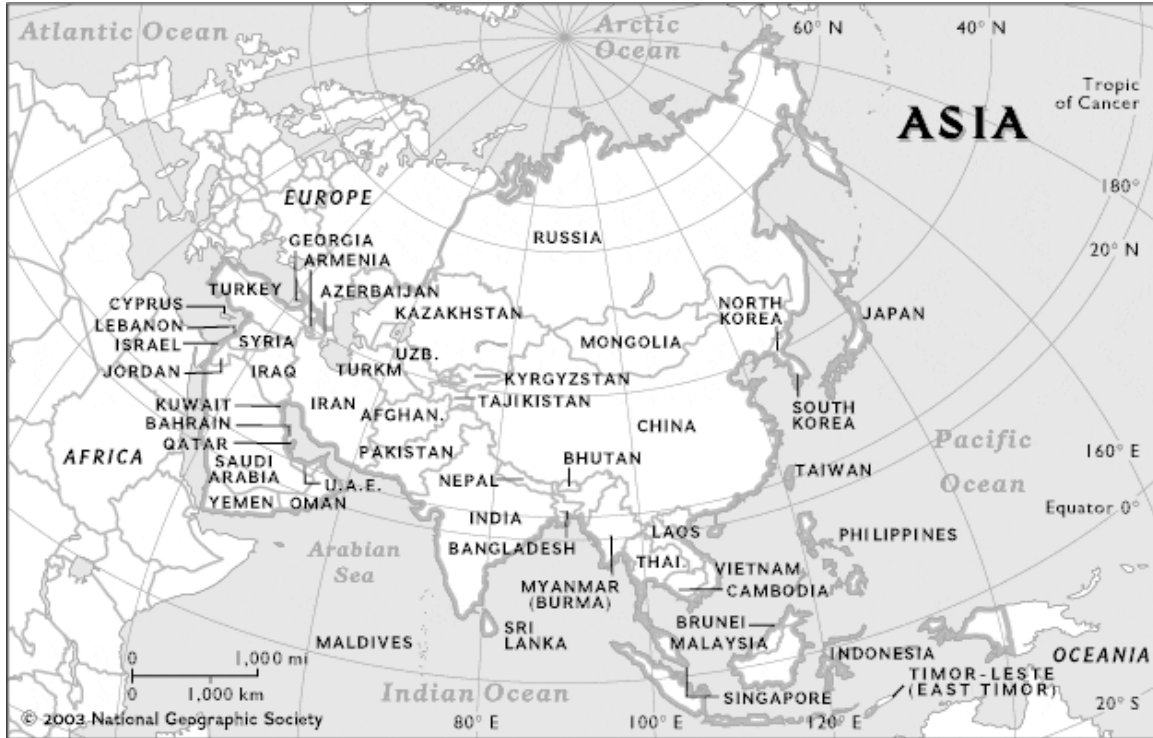 Atlantic Ocean
Arctic
Ocean
60° N
40° N
Tropic
of Cancer
ASIA
EUROPE
180°
GEORGIA
ARMENIA
RUSSIA
20° N
TURKEY
AZERBAIJAN
CYPRUS
KAZAKHSTAN
NORTH
KOREA
JAPAN
LEBANON
ISRAEL
SYRIA
MONGOLIA
UZB.
JORDAN
IRAQ
TURKM.
KYRGYZSTAN
TAJIKISTAN
KUWAIT
IRAN
AFGHAN.
SOUTH
KOREA
BAHRAIN
CHINA
QATAR
Pacific
Ocean
AFRICA
PAKISTAN
160° E
SAUDI
ARABIA
BHUTAN
TAIWAN
U.A.E.
NEPAL
YEMEN
OMAN
Equator 0°
INDIA
LAOS
PHILIPPINES
Arabian
Sea
BANGLADESH
THAI.
VIETNAM
MYANMAR
(BURMA)
CAMBODIA
BRUNEI
SRI
LANKA
MALDIVES
MALAYSIA
INDONESIA
OCEANIA
0
1,000 mi
0
1,000 km
TIMOR-LESTE
(EAST TIMOR)
Indian Ocean
SINGAPORE
20° S
© 2003 National Geographic Society
80° E
100° E
120° E